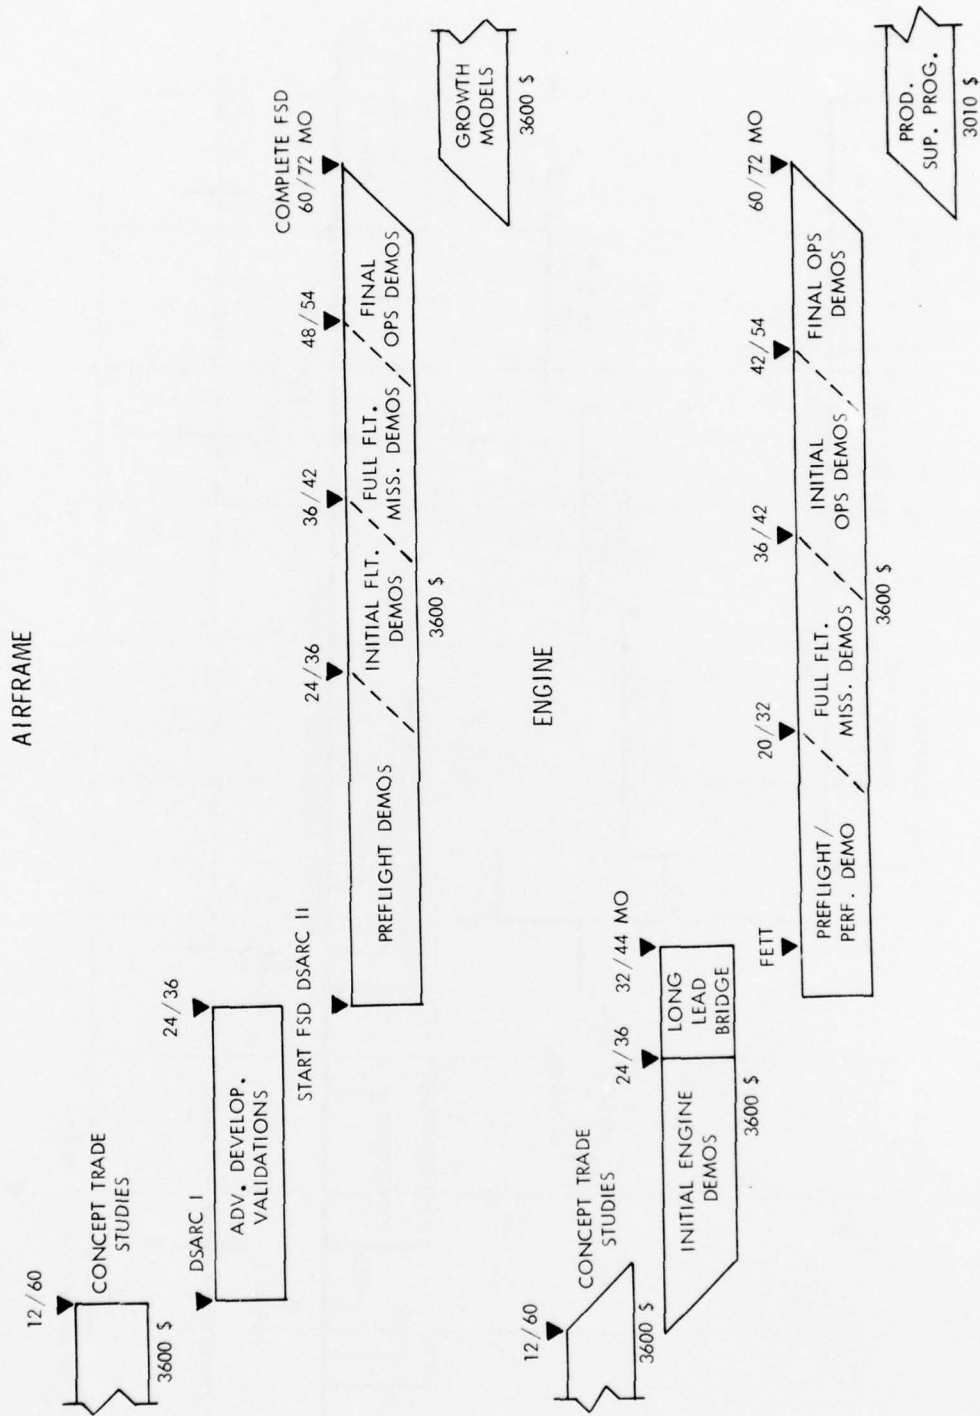 AIRFRAME
12/60
CONCEPT TRADE
STUDIES
3600 $
DSARC I
24/36
ADV. DEVELOP.
VALIDATIONS
START FSD DSARC II
24/36
36/42
48/54
COMPLETE FSD
60/72 MO
PREFLIGHT DEMOS
INITIAL FLT.
DEMOS
FULL FLT.
MISS. DEMOS
FINAL
OPS DEMOS
3600 $
GROWTH
MODELS
3600 $
ENGINE
12/60
CONCEPT TRADE
STUDIES
3600 $
24/36
32/44 MO
INITIAL ENGINE
DEMOS
LONG
LEAD
BRIDGE
3600 $
FETT
20/32
36/42
42/54
60/72 MO
PREFLIGHT/
PERF. DEMO
FULL FLT.
MISS. DEMOS
INITIAL
OPS DEMOS
FINAL OPS
DEMOS
3600 $
PROD.
SUP. PROG.
3010 $